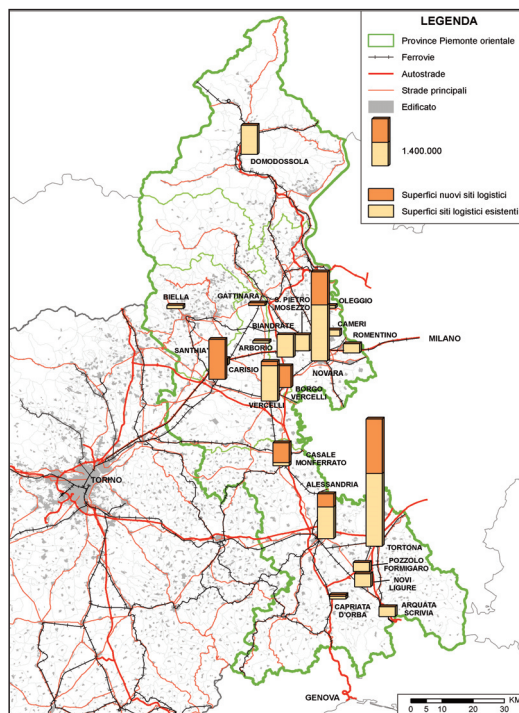 LEGENDA
Province Piemonte orientale
Ferrovie
Autostrade
Strade principali
Edificato
1.400.000
Superfici nuovi siti logistici
Superfici siti logistici esistenti
DOMODOSSOLA
BIELLA
GATTINARA
S. PIETRO
MOSEZZO
OLEGGIO
BIANDRATE
CAMERI
ROMENTINO
MILANO
SANTHIA'
ARBORIO
CARISIO
NOVARA
VERCELLI
BORGO
VERCELLI
CASALE
MONFERRATO
TORINO
ALESSANDRIA
TORTONA
POZZOLO
FORMIGARO
NOVI
LIGURE
CAPRIATA
D'ORBA
ARQUATA
SCRIVIA
GENOVA
KM
0 5 10 20 30